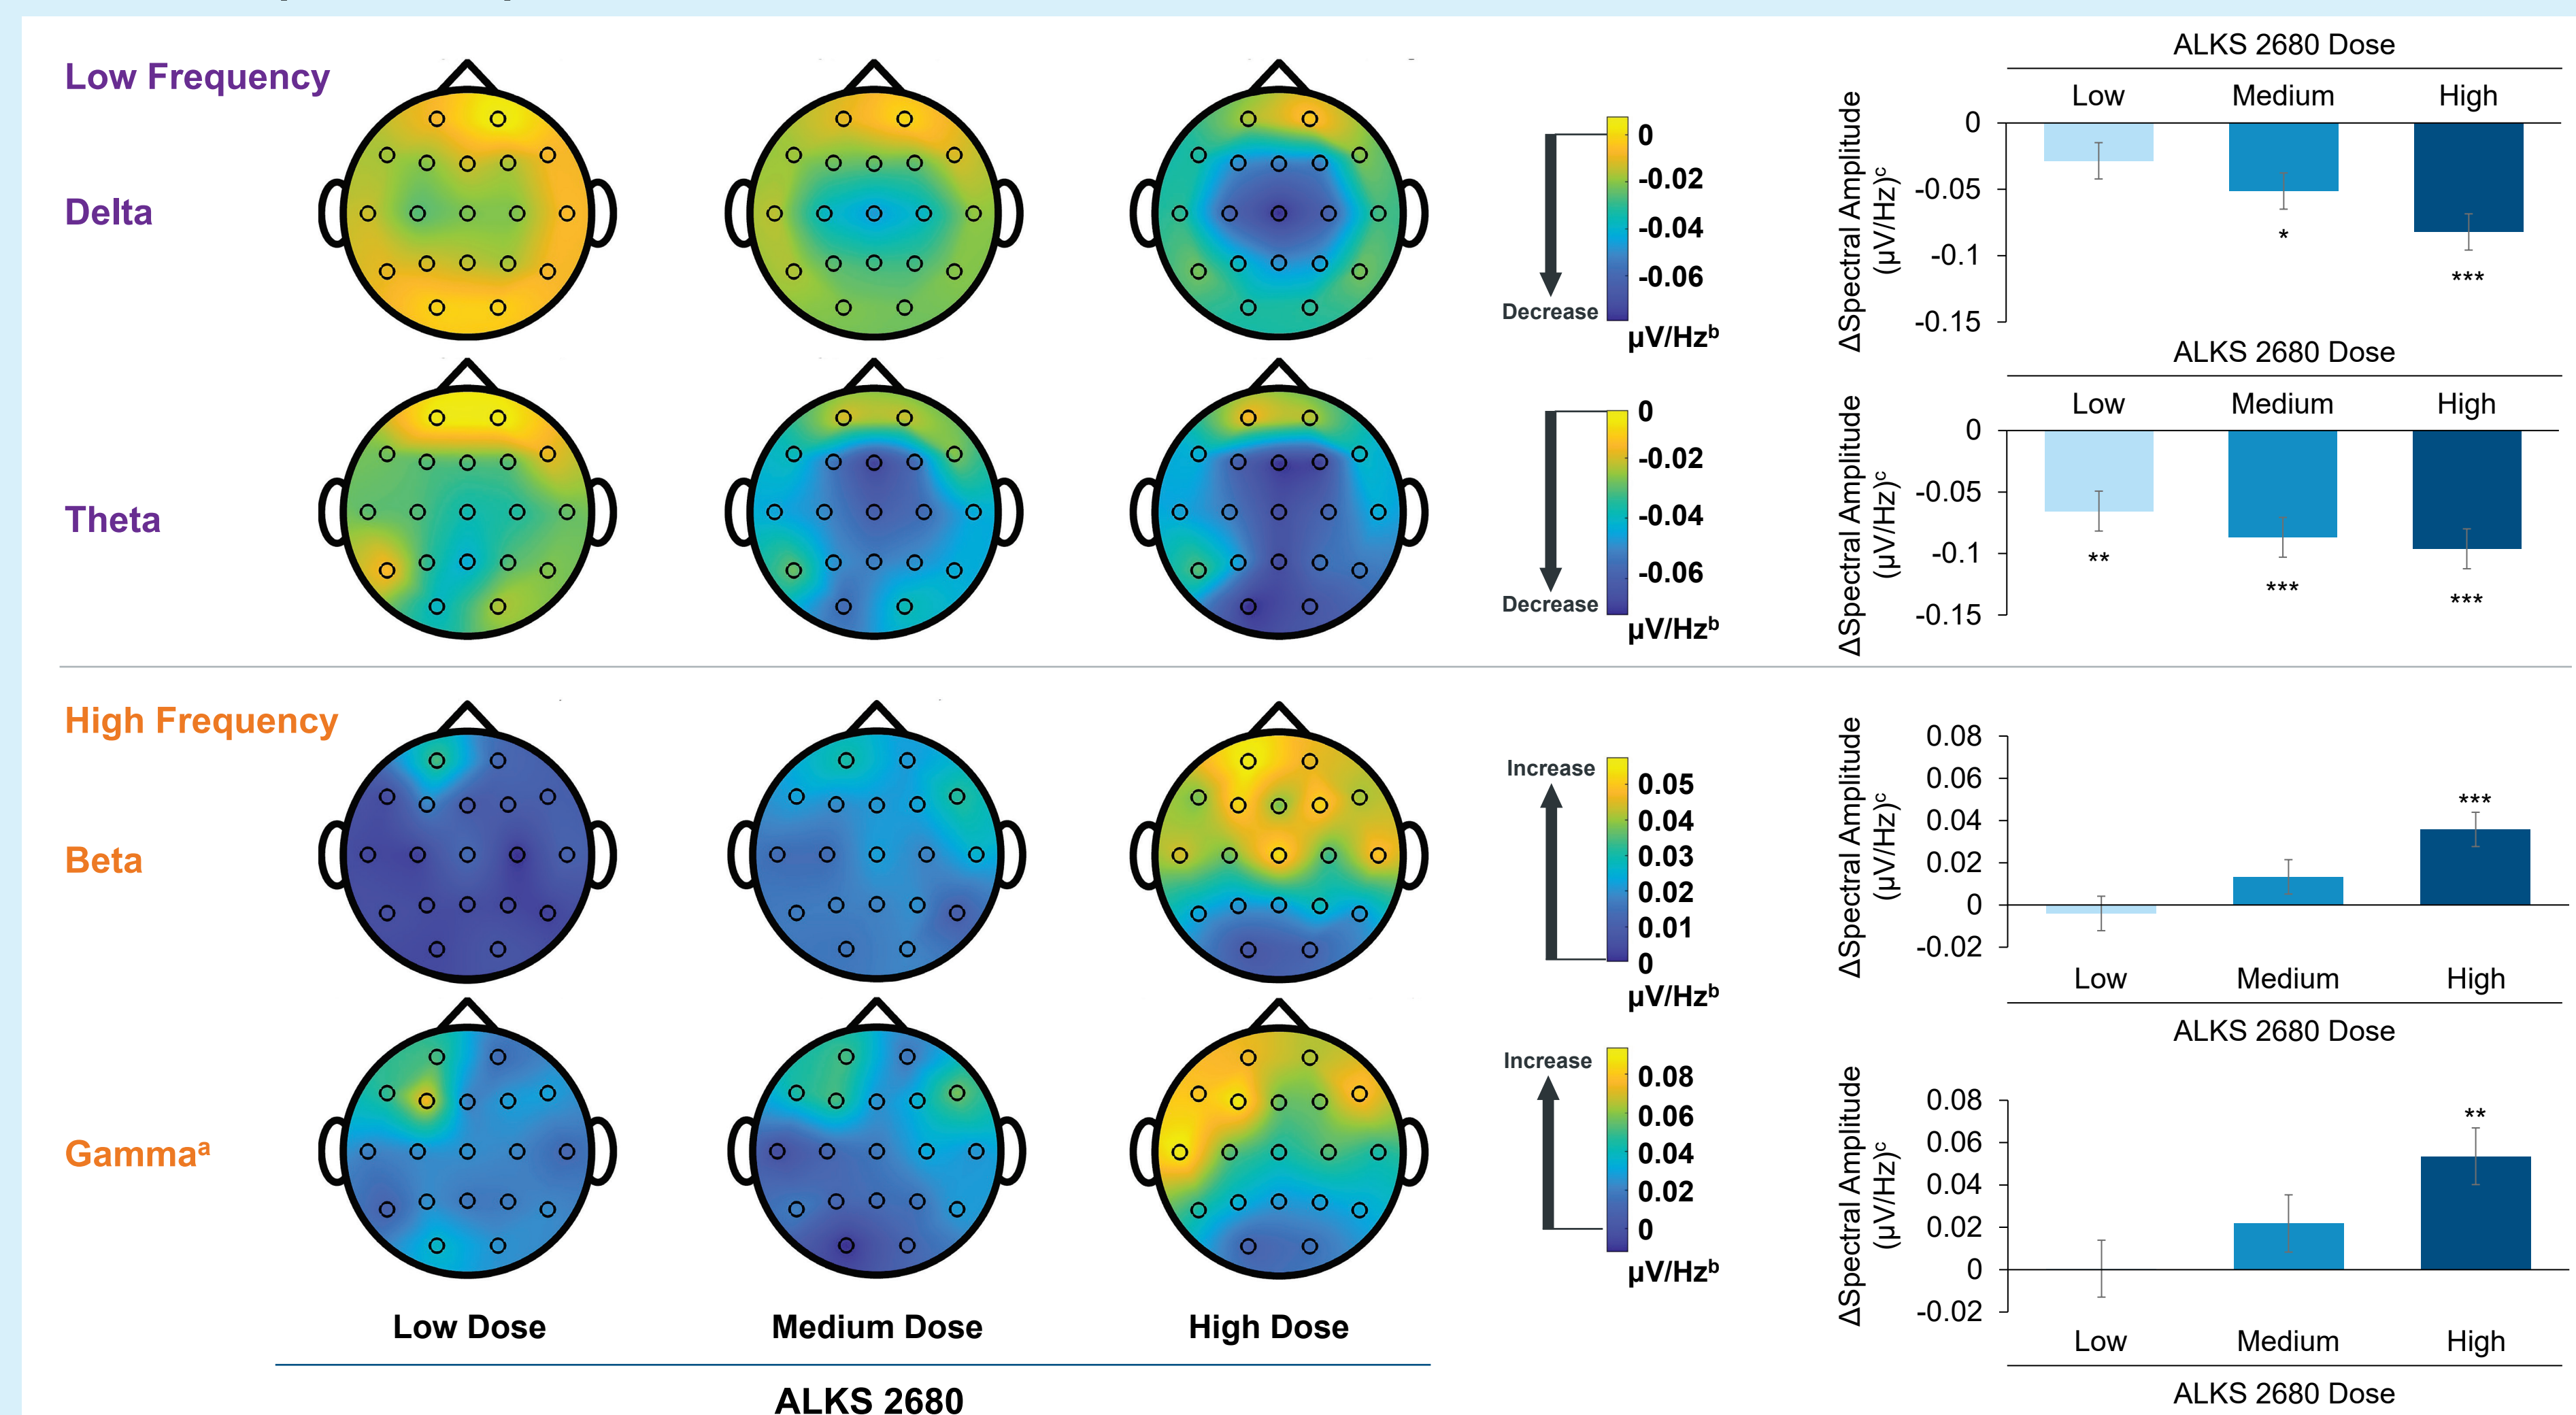 Low Frequency
Delta
0
-0.02
-0.04
-0.06
Decrease
µV/Hzᵇ
ALKS 2680 Dose
Low Medium High
ΔSpectral Amplitude
(µV/Hz)ᶜ
0
-0.05
-0.1
-0.15
*
***
Theta
0
-0.02
-0.04
-0.06
Decrease
µV/Hzᵇ
ALKS 2680 Dose
Low Medium High
ΔSpectral Amplitude
(µV/Hz)ᶜ
0
-0.05
-0.1
-0.15
**
***
***
High Frequency
Beta
Increase
0.05
0.04
0.03
0.02
0.01
0
µV/Hzᵇ
ΔSpectral Amplitude
(µV/Hz)ᶜ
0.08
0.06
0.04
0.02
0
-0.02
***
Low Medium High
ALKS 2680 Dose
Gammaᵃ
Increase
0.08
0.06
0.04
0.02
0
µV/Hzᵇ
ΔSpectral Amplitude
(µV/Hz)ᶜ
0.08
0.06
0.04
0.02
0
-0.02
**
Low Medium High
ALKS 2680 Dose
Low Dose Medium Dose High Dose
ALKS 2680